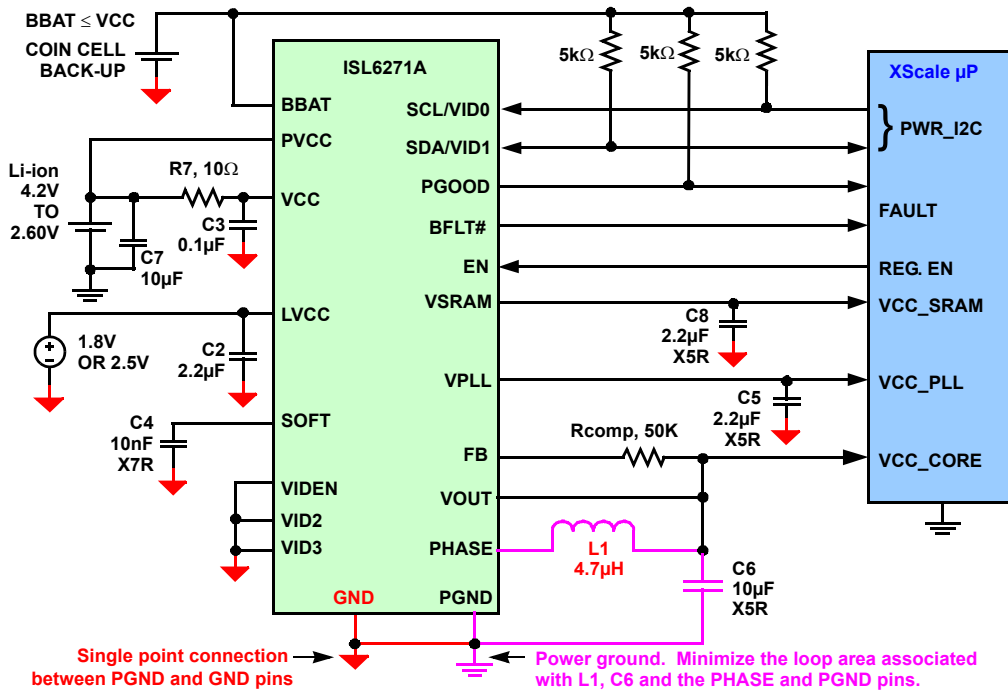 BBAT ≤ VCC
COIN CELL
BACK-UP
ISL6271A
5kΩ
5kΩ
5kΩ
XScale µP
BBAT
SCL/VID0
} PWR_I2C
PVCC
SDA/VID1
Li-ion
4.2V
TO
2.60V
R7, 10Ω
VCC
PGOOD
C3
0.1µF
BFLT#
FAULT
C7
10µF
EN
REG. EN
LVCC
VSRAM
C8
2.2µF
X5R
VCC_SRAM
+
−
1.8V
OR 2.5V
C2
2.2µF
VPLL
C5
2.2µF
X5R
VCC_PLL
C4
10nF
X7R
SOFT
Rcomp, 50K
FB
VCC_CORE
VIDEN
VOUT
VID2
VID3
PHASE
L1
4.7µH
C6
10µF
X5R
GND
PGND
Single point connection
between PGND and GND pins
Power ground. Minimize the loop area associated
with L1, C6 and the PHASE and PGND pins.